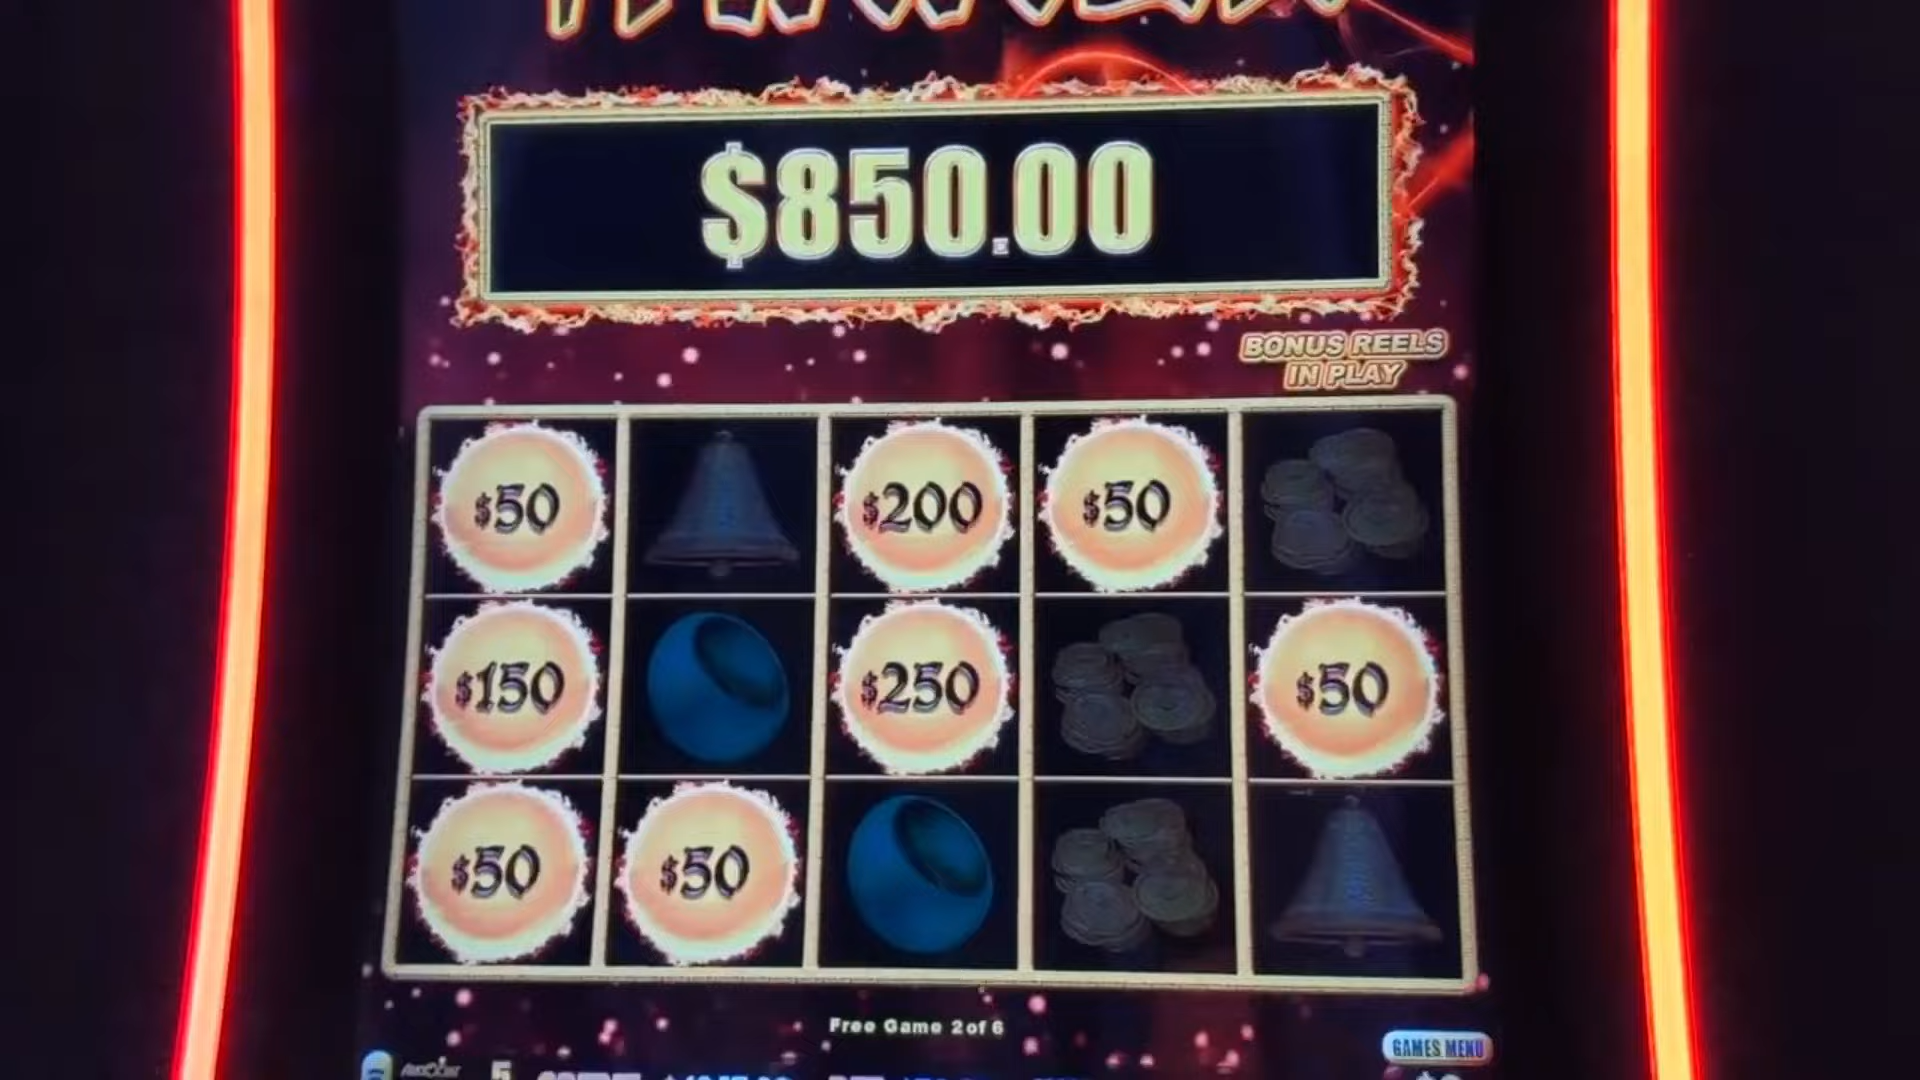 $850.00
BONUS REELS
IN PLAY
$50 $200 $50
$150 $250 $50
$50 $50
Free Game 2 of 6
GAMES MENU
5